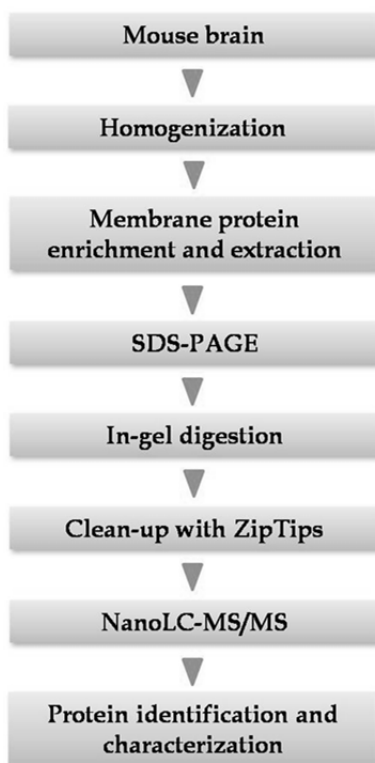 Mouse brain
Homogenization
Membrane protein
enrichment and extraction
SDS-PAGE
In-gel digestion
Clean-up with ZipTips
NanoLC-MS/MS
Protein identification and
characterization